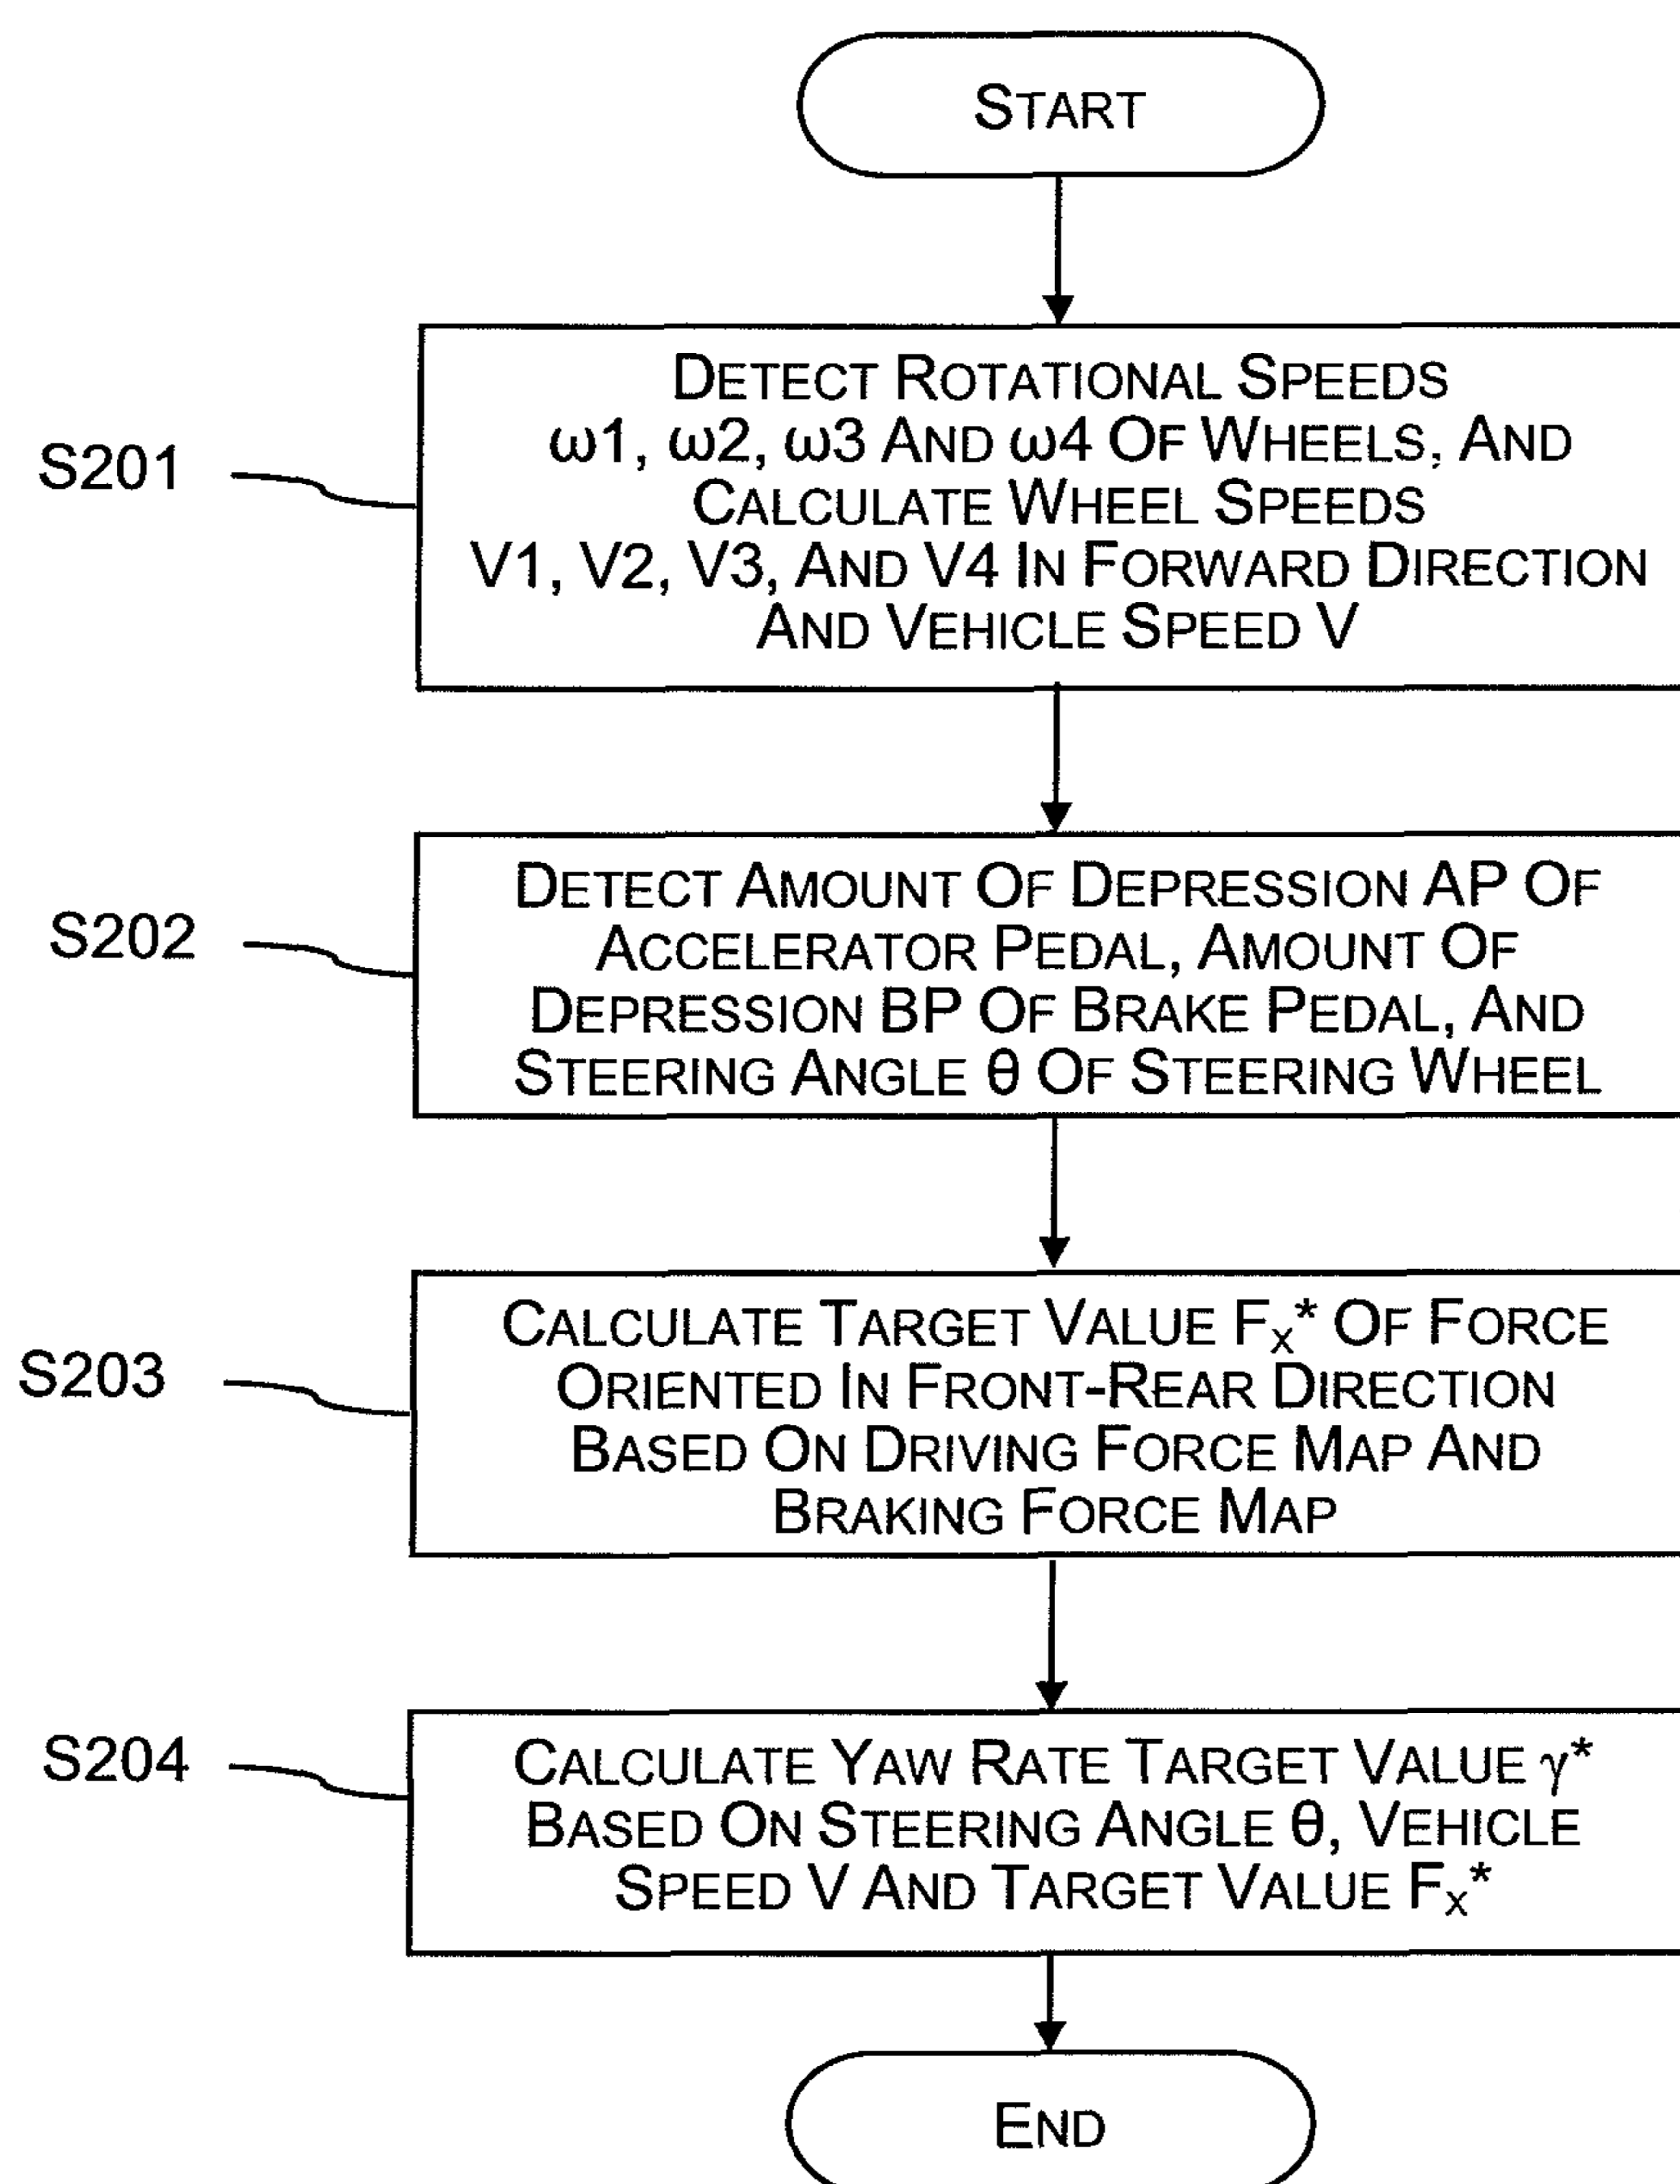 START
S201
DETECT ROTATIONAL SPEEDS
ω1, ω2, ω3 AND ω4 OF WHEELS, AND
CALCULATE WHEEL SPEEDS
V1, V2, V3, AND V4 IN FORWARD DIRECTION
AND VEHICLE SPEED V
S202
DETECT AMOUNT OF DEPRESSION AP OF
ACCELERATOR PEDAL, AMOUNT OF
DEPRESSION BP OF BRAKE PEDAL, AND
STEERING ANGLE θ OF STEERING WHEEL
S203
CALCULATE TARGET VALUE Fx* OF FORCE
ORIENTED IN FRONT-REAR DIRECTION
BASED ON DRIVING FORCE MAP AND
BRAKING FORCE MAP
S204
CALCULATE YAW RATE TARGET VALUE γ*
BASED ON STEERING ANGLE θ, VEHICLE
SPEED V AND TARGET VALUE Fx*
END